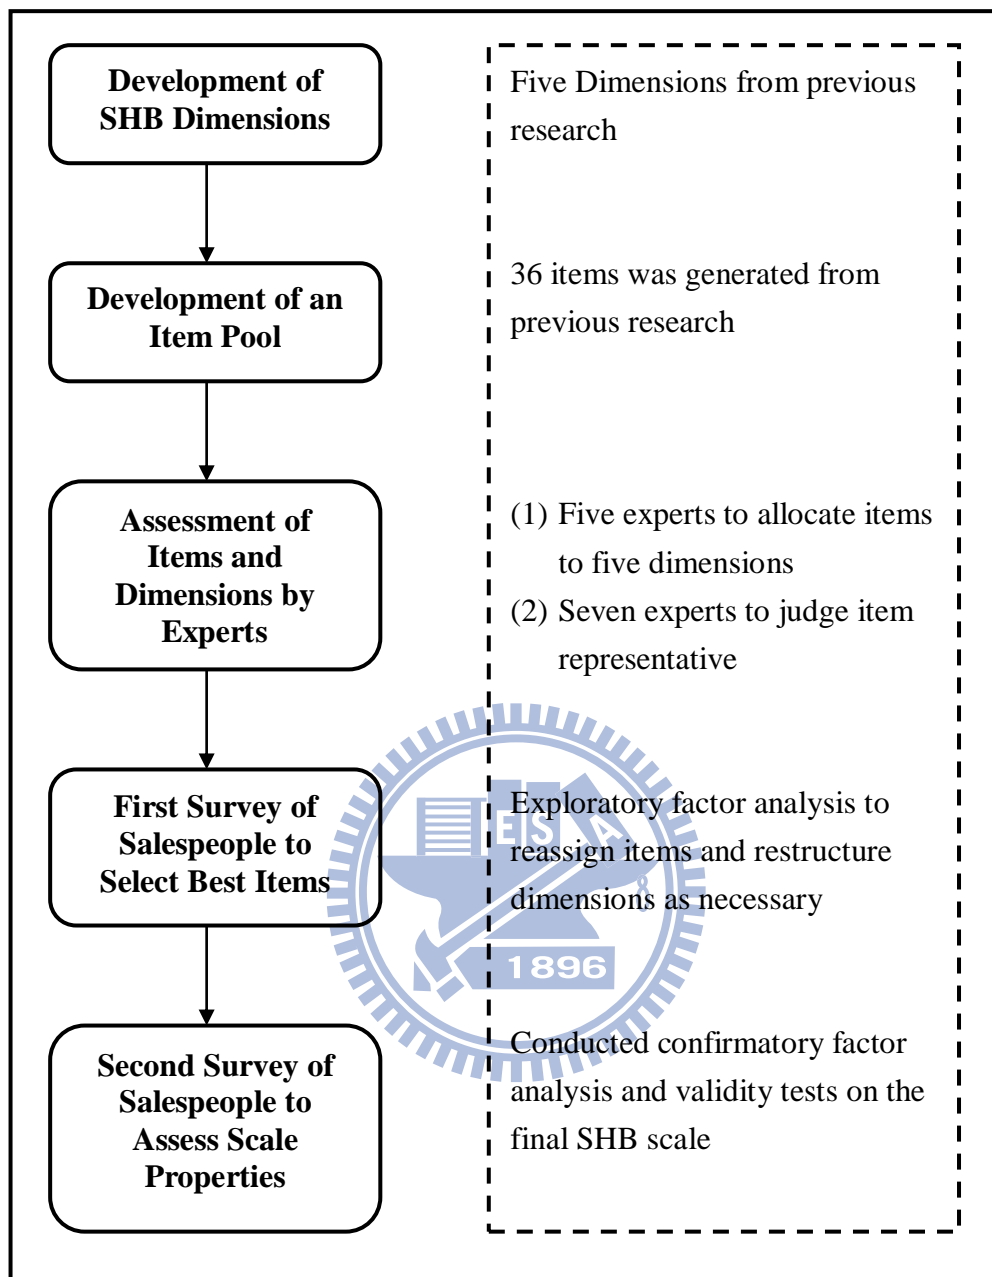 Development of
SHB Dimensions
Five Dimensions from previous
research
Development of an
Item Pool
36 items was generated from
previous research
Assessment of
Items and
Dimensions by
Experts
(1) Five experts to allocate items
to five dimensions
(2) Seven experts to judge item
representative
First Survey of
Salespeople to
Select Best Items
Exploratory factor analysis to
reassign items and restructure
dimensions as necessary
Second Survey of
Salespeople to
Assess Scale
Properties
Conducted confirmatory factor
analysis and validity tests on the
final SHB scale
E S A
1896